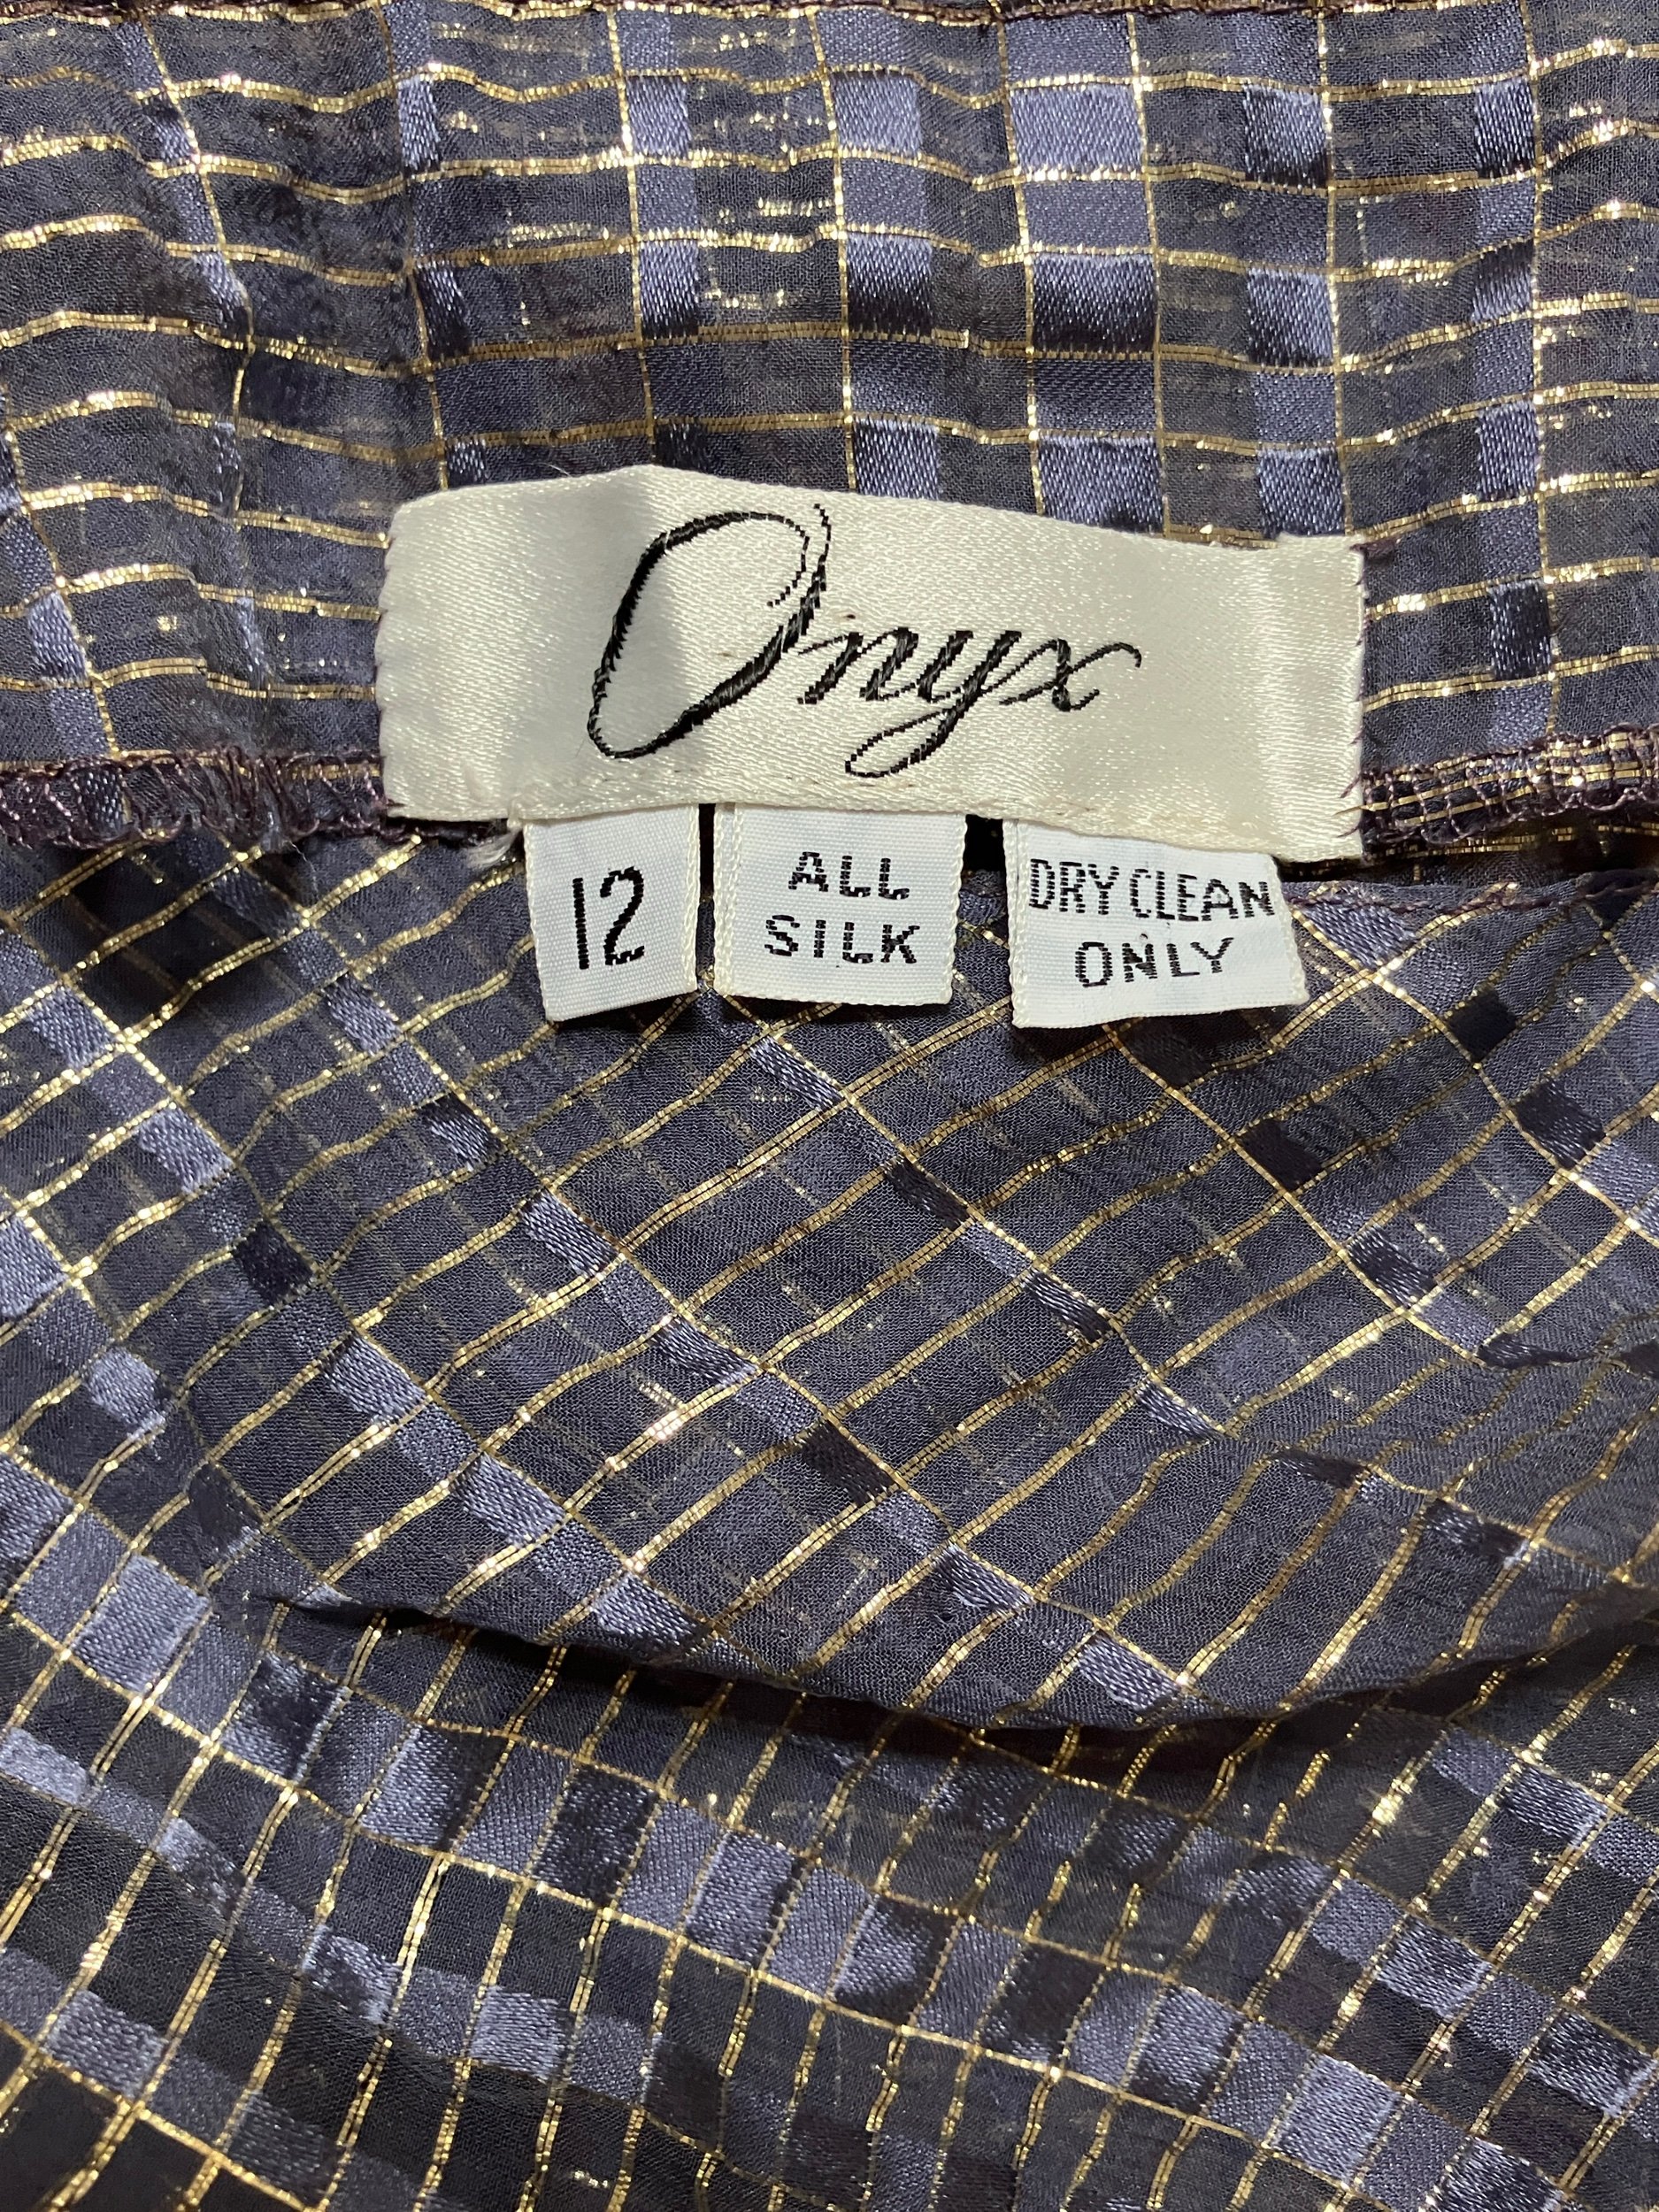 Onyx
12
ALL
SILK
DRY CLEAN
ONLY